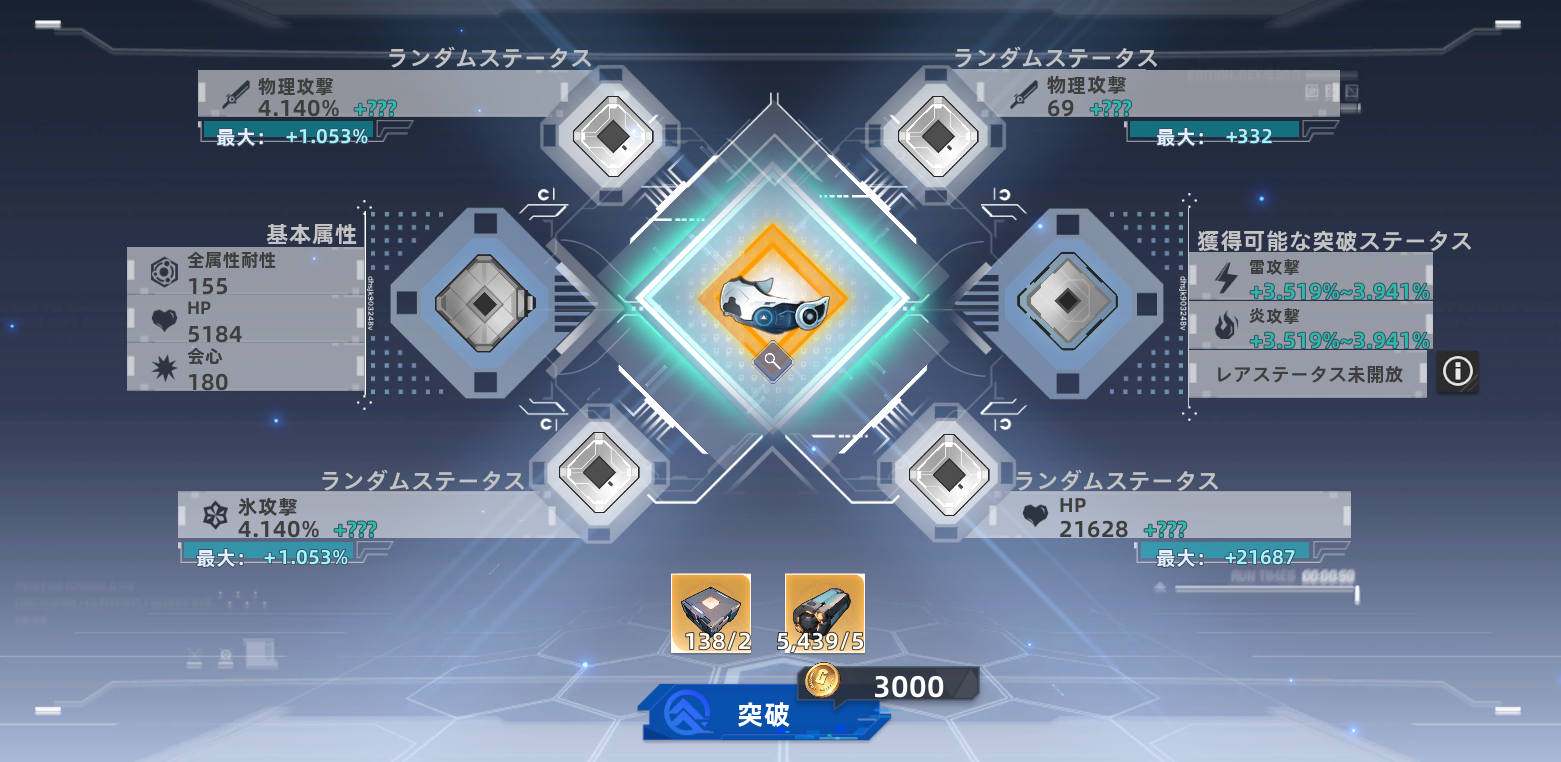 ランダムステータス
物理攻撃
4.140% +???
最大: +1.053%
ランダムステータス
物理攻撃
69 +???
最大: +332
基本属性
全属性耐性
155
HP
5184
会心
180
dhsjk903248v
dhsjk903248v
獲得可能な突破ステータス
雷攻撃
+3.519%~3.941%
炎攻撃
+3.519%~3.941%
レアステータス未開放
ランダムステータス
氷攻撃
4.140% +???
最大: +1.053%
ランダムステータス
HP
21628 +???
最大: +21687
138/2
5,439/5
3000
突破